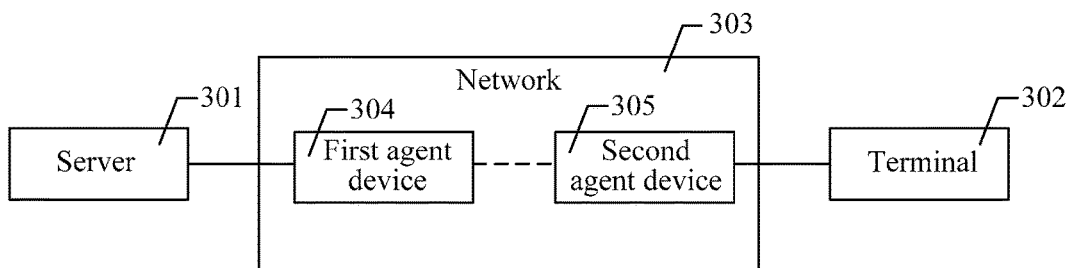 303
Network
301
304
305
302
Server
First agent
device
Second
agent device
Terminal